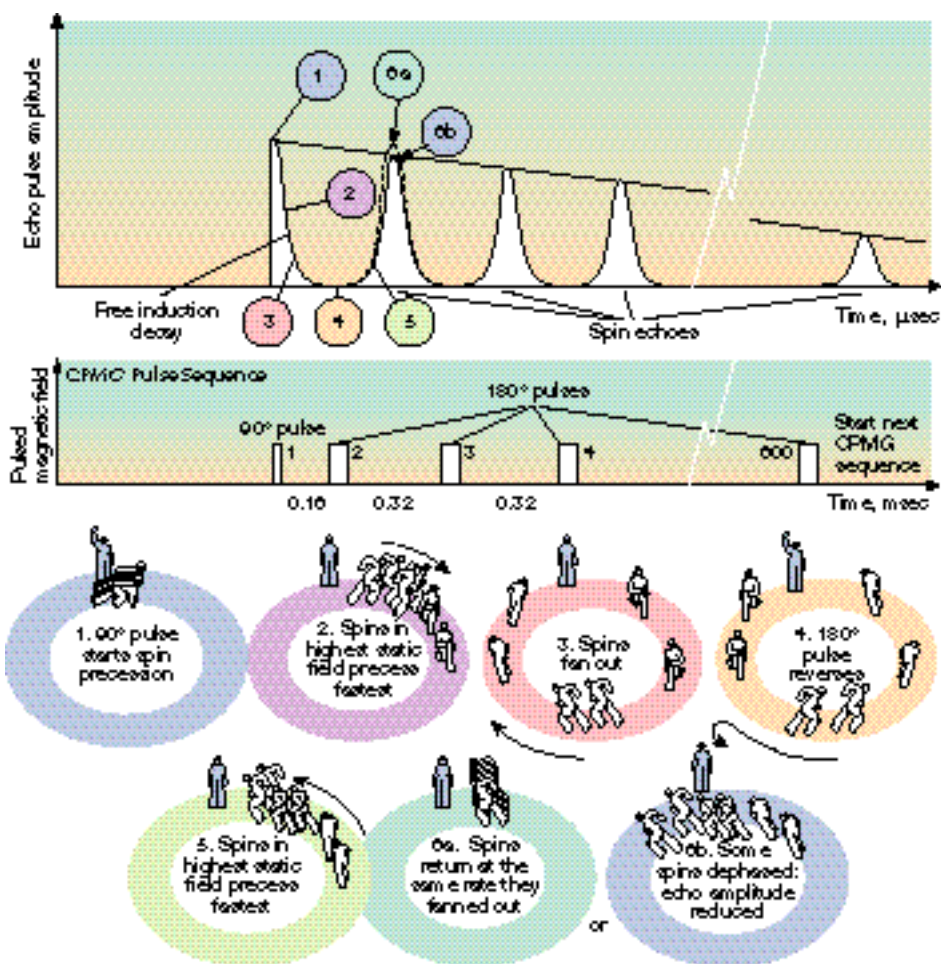 Echo pulse amplitude
1
6a
6b
2
3
4
5
Free induction
decay
Spin echoes
Time, μsec
Pulsed
magnetic field
CPMG Pulse Sequence
180° pulses
90° pulse
1
2
3
4
600
Start next
CPMG
sequence
0.16
0.32
0.32
Time, msec
1. 90° pulse
starts spin
precession
2. Spins in
highest static
field precess
fastest
3. Spins
fan out
4. 180°
pulse
reverses
5. Spins in
highest static
field precess
fastest
6a. Spins
return at the
same rate they
fanned out
or
6b. Some
spins dephased:
echo amplitude
reduced